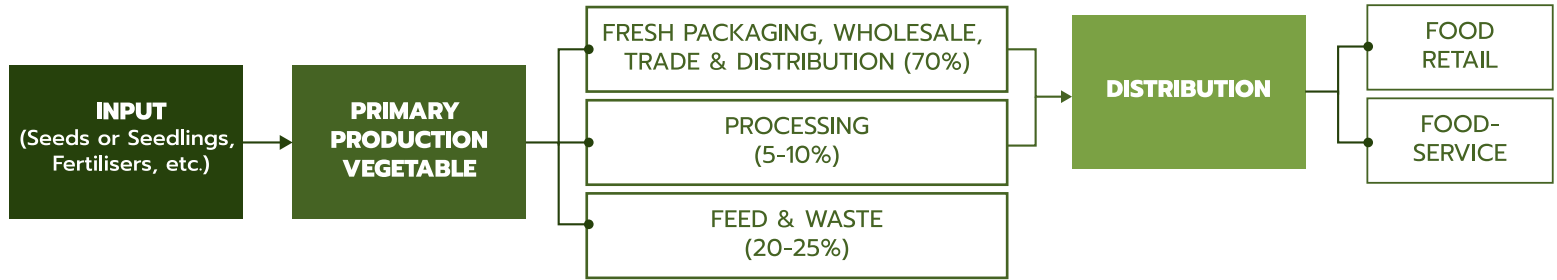 INPUT
(Seeds or Seedlings,
Fertilisers, etc.)
PRIMARY
PRODUCTION
VEGETABLE
FRESH PACKAGING, WHOLESALE,
TRADE & DISTRIBUTION (70%)
PROCESSING
(5-10%)
FEED & WASTE
(20-25%)
DISTRIBUTION
FOOD
RETAIL
FOOD-
SERVICE